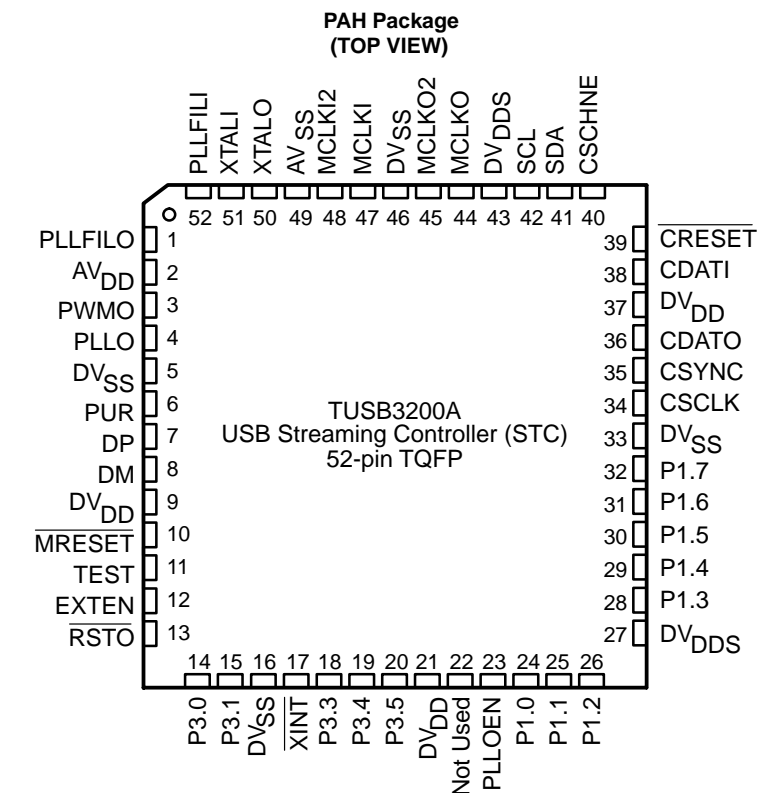 PAH Package
(TOP VIEW)
PLLFILI
XTALI
XTALO
AVSS
MCLKI2
MCLKI
DVSS
MCLKO2
MCLKO
DVDDS
SCL
SDA
CSCHNE
52 51 50 49 48 47 46 45 44 43 42 41 40
PLLFILO 1
AVDD 2
PWMO 3
PLLO 4
DVSS 5
PUR 6
DP 7
DM 8
DVDD 9
MRESET 10
TEST 11
EXTEN 12
RSTO 13
TUSB3200A
USB Streaming Controller (STC)
52-pin TQFP
39 CRESET
38 CDATI
37 DVDD
36 CDATO
35 CSYNC
34 CSCLK
33 DVSS
32 P1.7
31 P1.6
30 P1.5
29 P1.4
28 P1.3
27 DVDDS
14 15 16 17 18 19 20 21 22 23 24 25 26
P3.0
P3.1
DVSS
XINT
P3.3
P3.4
P3.5
DVDD
Not Used
PLLOEN
P1.0
P1.1
P1.2